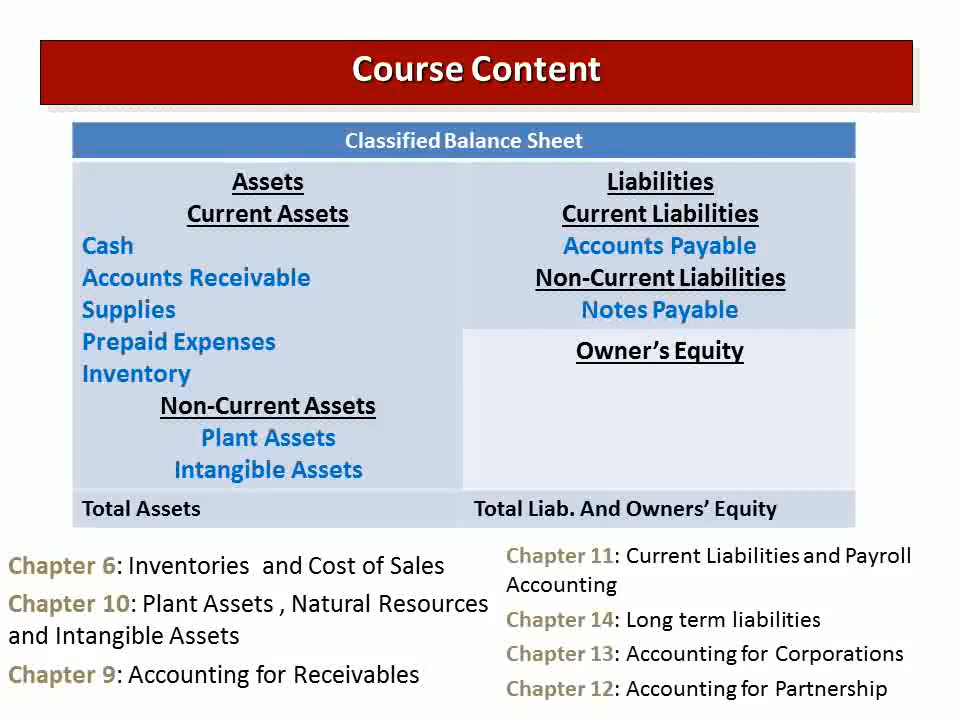 Course Content
Classified Balance Sheet
Assets
Current Assets
Cash
Accounts Receivable
Supplies
Prepaid Expenses
Inventory
Non-Current Assets
Plant Assets
Intangible Assets
Liabilities
Current Liabilities
Accounts Payable
Non-Current Liabilities
Notes Payable
Owner’s Equity
Total Assets
Total Liab. And Owners’ Equity
Chapter 6: Inventories and Cost of Sales
Chapter 10: Plant Assets , Natural Resources
and Intangible Assets
Chapter 9: Accounting for Receivables
Chapter 11: Current Liabilities and Payroll
Accounting
Chapter 14: Long term liabilities
Chapter 13: Accounting for Corporations
Chapter 12: Accounting for Partnership